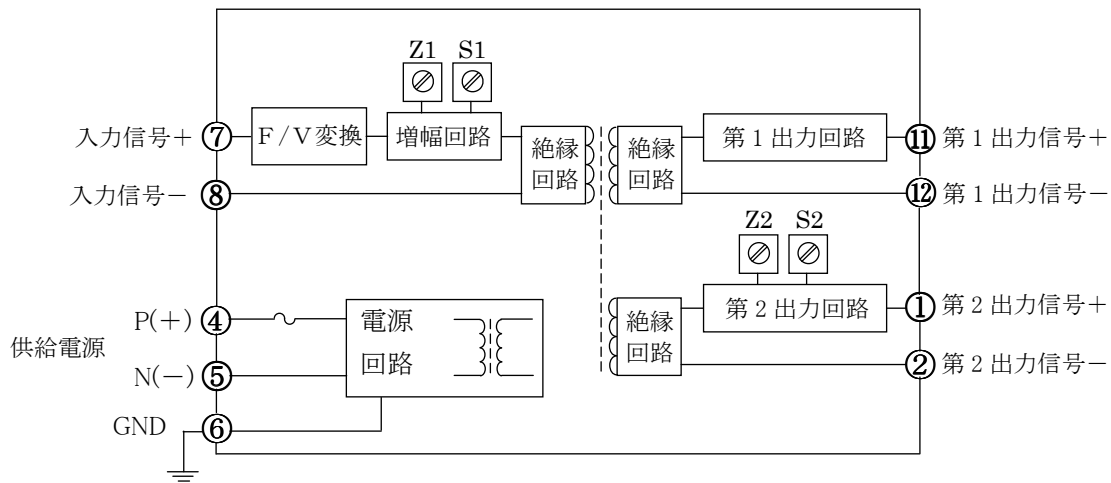 Z1 S1
入力信号+ ⑦ F/V変換 増幅回路 絶縁回路 絶縁回路 第1出力回路 ⑪ 第1出力信号+
入力信号- ⑧ ⑫ 第1出力信号-
Z2 S2
P(+) ④ 電源回路 絶縁回路 第2出力回路 ① 第2出力信号+
供給電源
N(-) ⑤ ② 第2出力信号-
GND ⑥